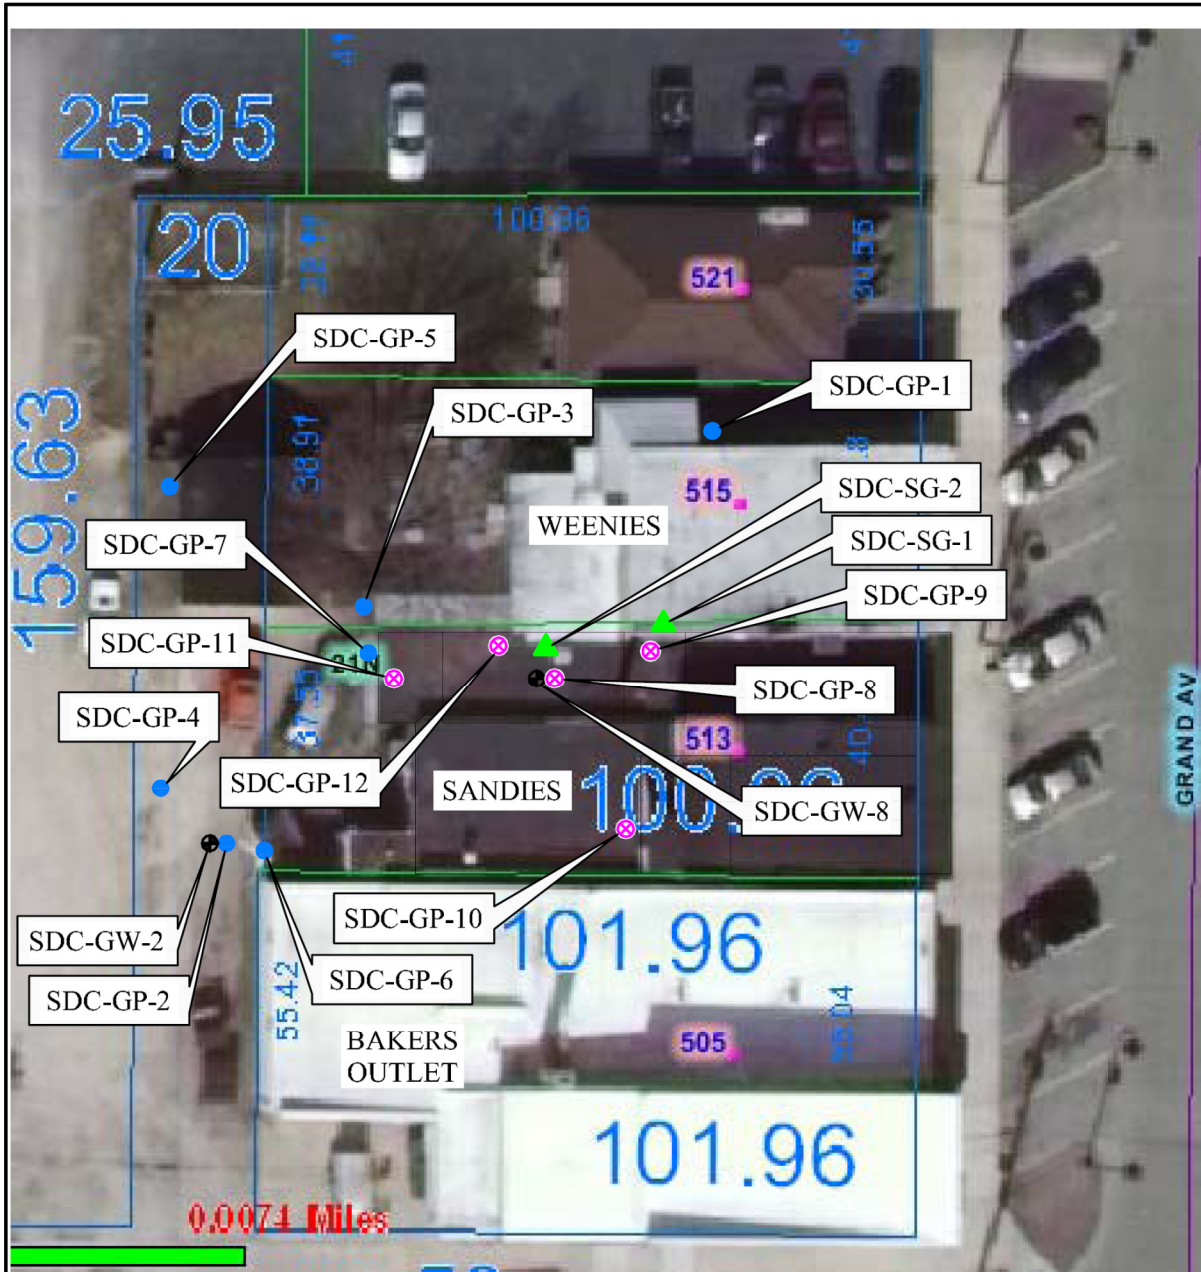 41
25.95
20
100.96
521
SDC-GP-5
SDC-GP-1
SDC-GP-3
159.63
38.91
.8
515
SDC-SG-2
WEENIES
SDC-GP-7
SDC-SG-1
SDC-GP-9
SDC-GP-11
SDC-GP-8
SDC-GP-4
513
GRAND AV
SDC-GP-12
SANDIES
SDC-GW-8
SDC-GP-10
SDC-GW-2
101.96
SDC-GP-6
SDC-GP-2
55.42
505
BAKERS
OUTLET
101.96
0.0074 Miles